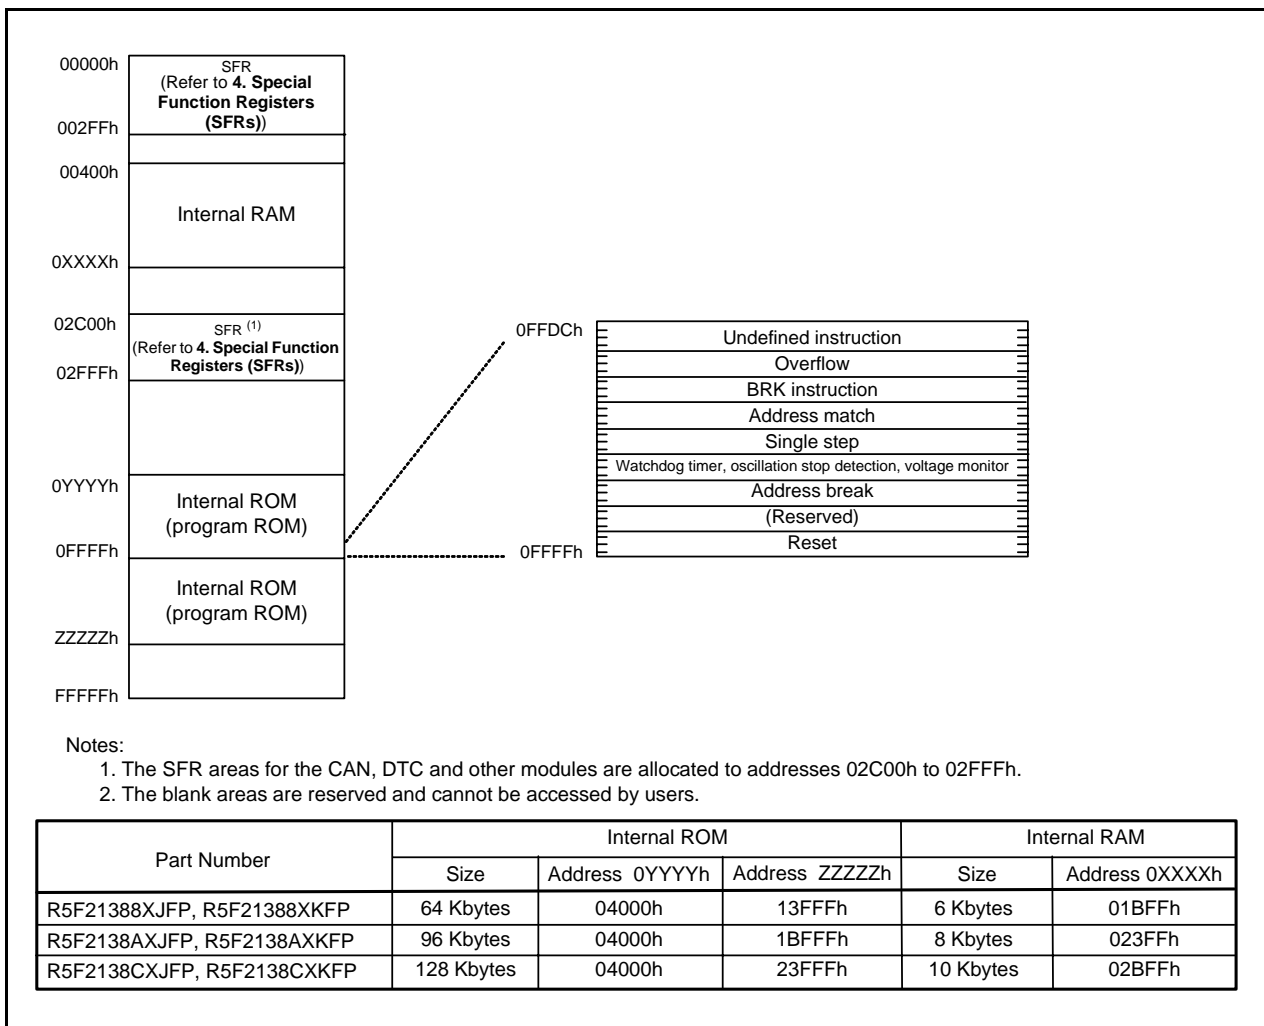 00000h
SFR
(Refer to 4. Special
Function Registers
(SFRs))
002FFh
00400h
Internal RAM
0XXXXh
02C00h
SFR (1)
(Refer to 4. Special Function
Registers (SFRs))
02FFFh
0YYYYh
Internal ROM
(program ROM)
0FFFFh
Internal ROM
(program ROM)
ZZZZZh
FFFFFh
0FFDCh
Undefined instruction
Overflow
BRK instruction
Address match
Single step
Watchdog timer, oscillation stop detection, voltage monitor
Address break
(Reserved)
Reset
0FFFFh
Notes:
1. The SFR areas for the CAN, DTC and other modules are allocated to addresses 02C00h to 02FFFh.
2. The blank areas are reserved and cannot be accessed by users.
Part Number Internal ROM Internal RAM
Size Address 0YYYYh Address ZZZZZh Size Address 0XXXXh
R5F21388XJFP, R5F21388XKFP 64 Kbytes 04000h 13FFFh 6 Kbytes 01BFFh
R5F2138AXJFP, R5F2138AXKFP 96 Kbytes 04000h 1BFFFh 8 Kbytes 023FFh
R5F2138CXJFP, R5F2138CXKFP 128 Kbytes 04000h 23FFFh 10 Kbytes 02BFFh